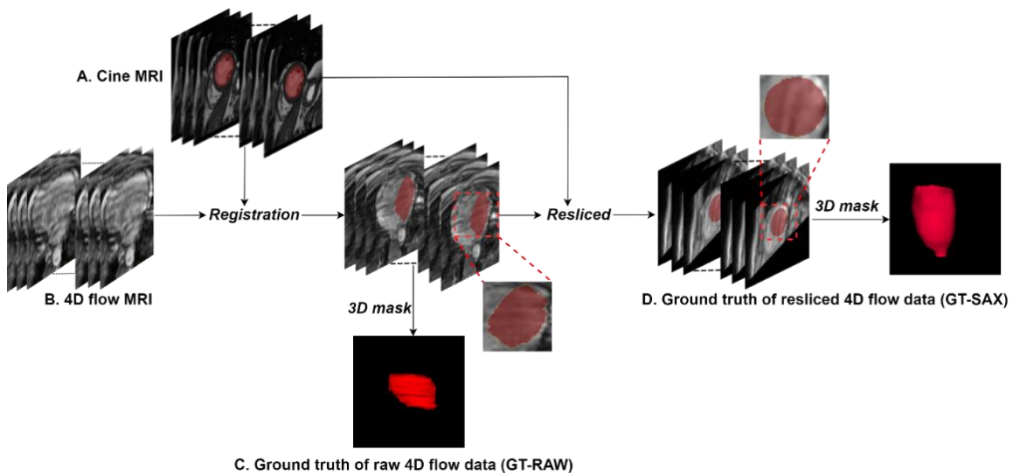 A. Cine MRI
Registration
Resliced
3D mask
B. 4D flow MRI
D. Ground truth of resliced 4D flow data (GT-SAX)
3D mask
C. Ground truth of raw 4D flow data (GT-RAW)